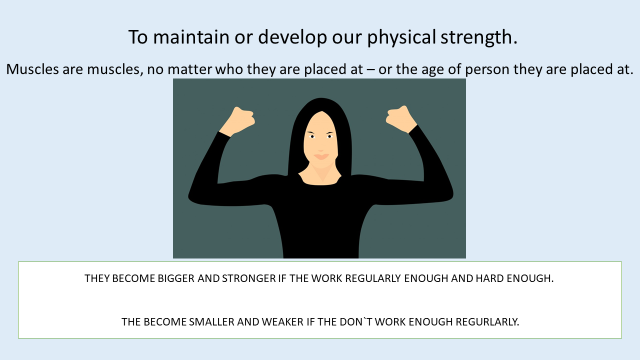 To maintain or develop our physical strength.
Muscles are muscles, no matter who they are placed at – or the age of person they are placed at.
THEY BECOME BIGGER AND STRONGER IF THE WORK REGULARLY ENOUGH AND HARD ENOUGH.
THE BECOME SMALLER AND WEAKER IF THE DON`T WORK ENOUGH REGURLARLY.